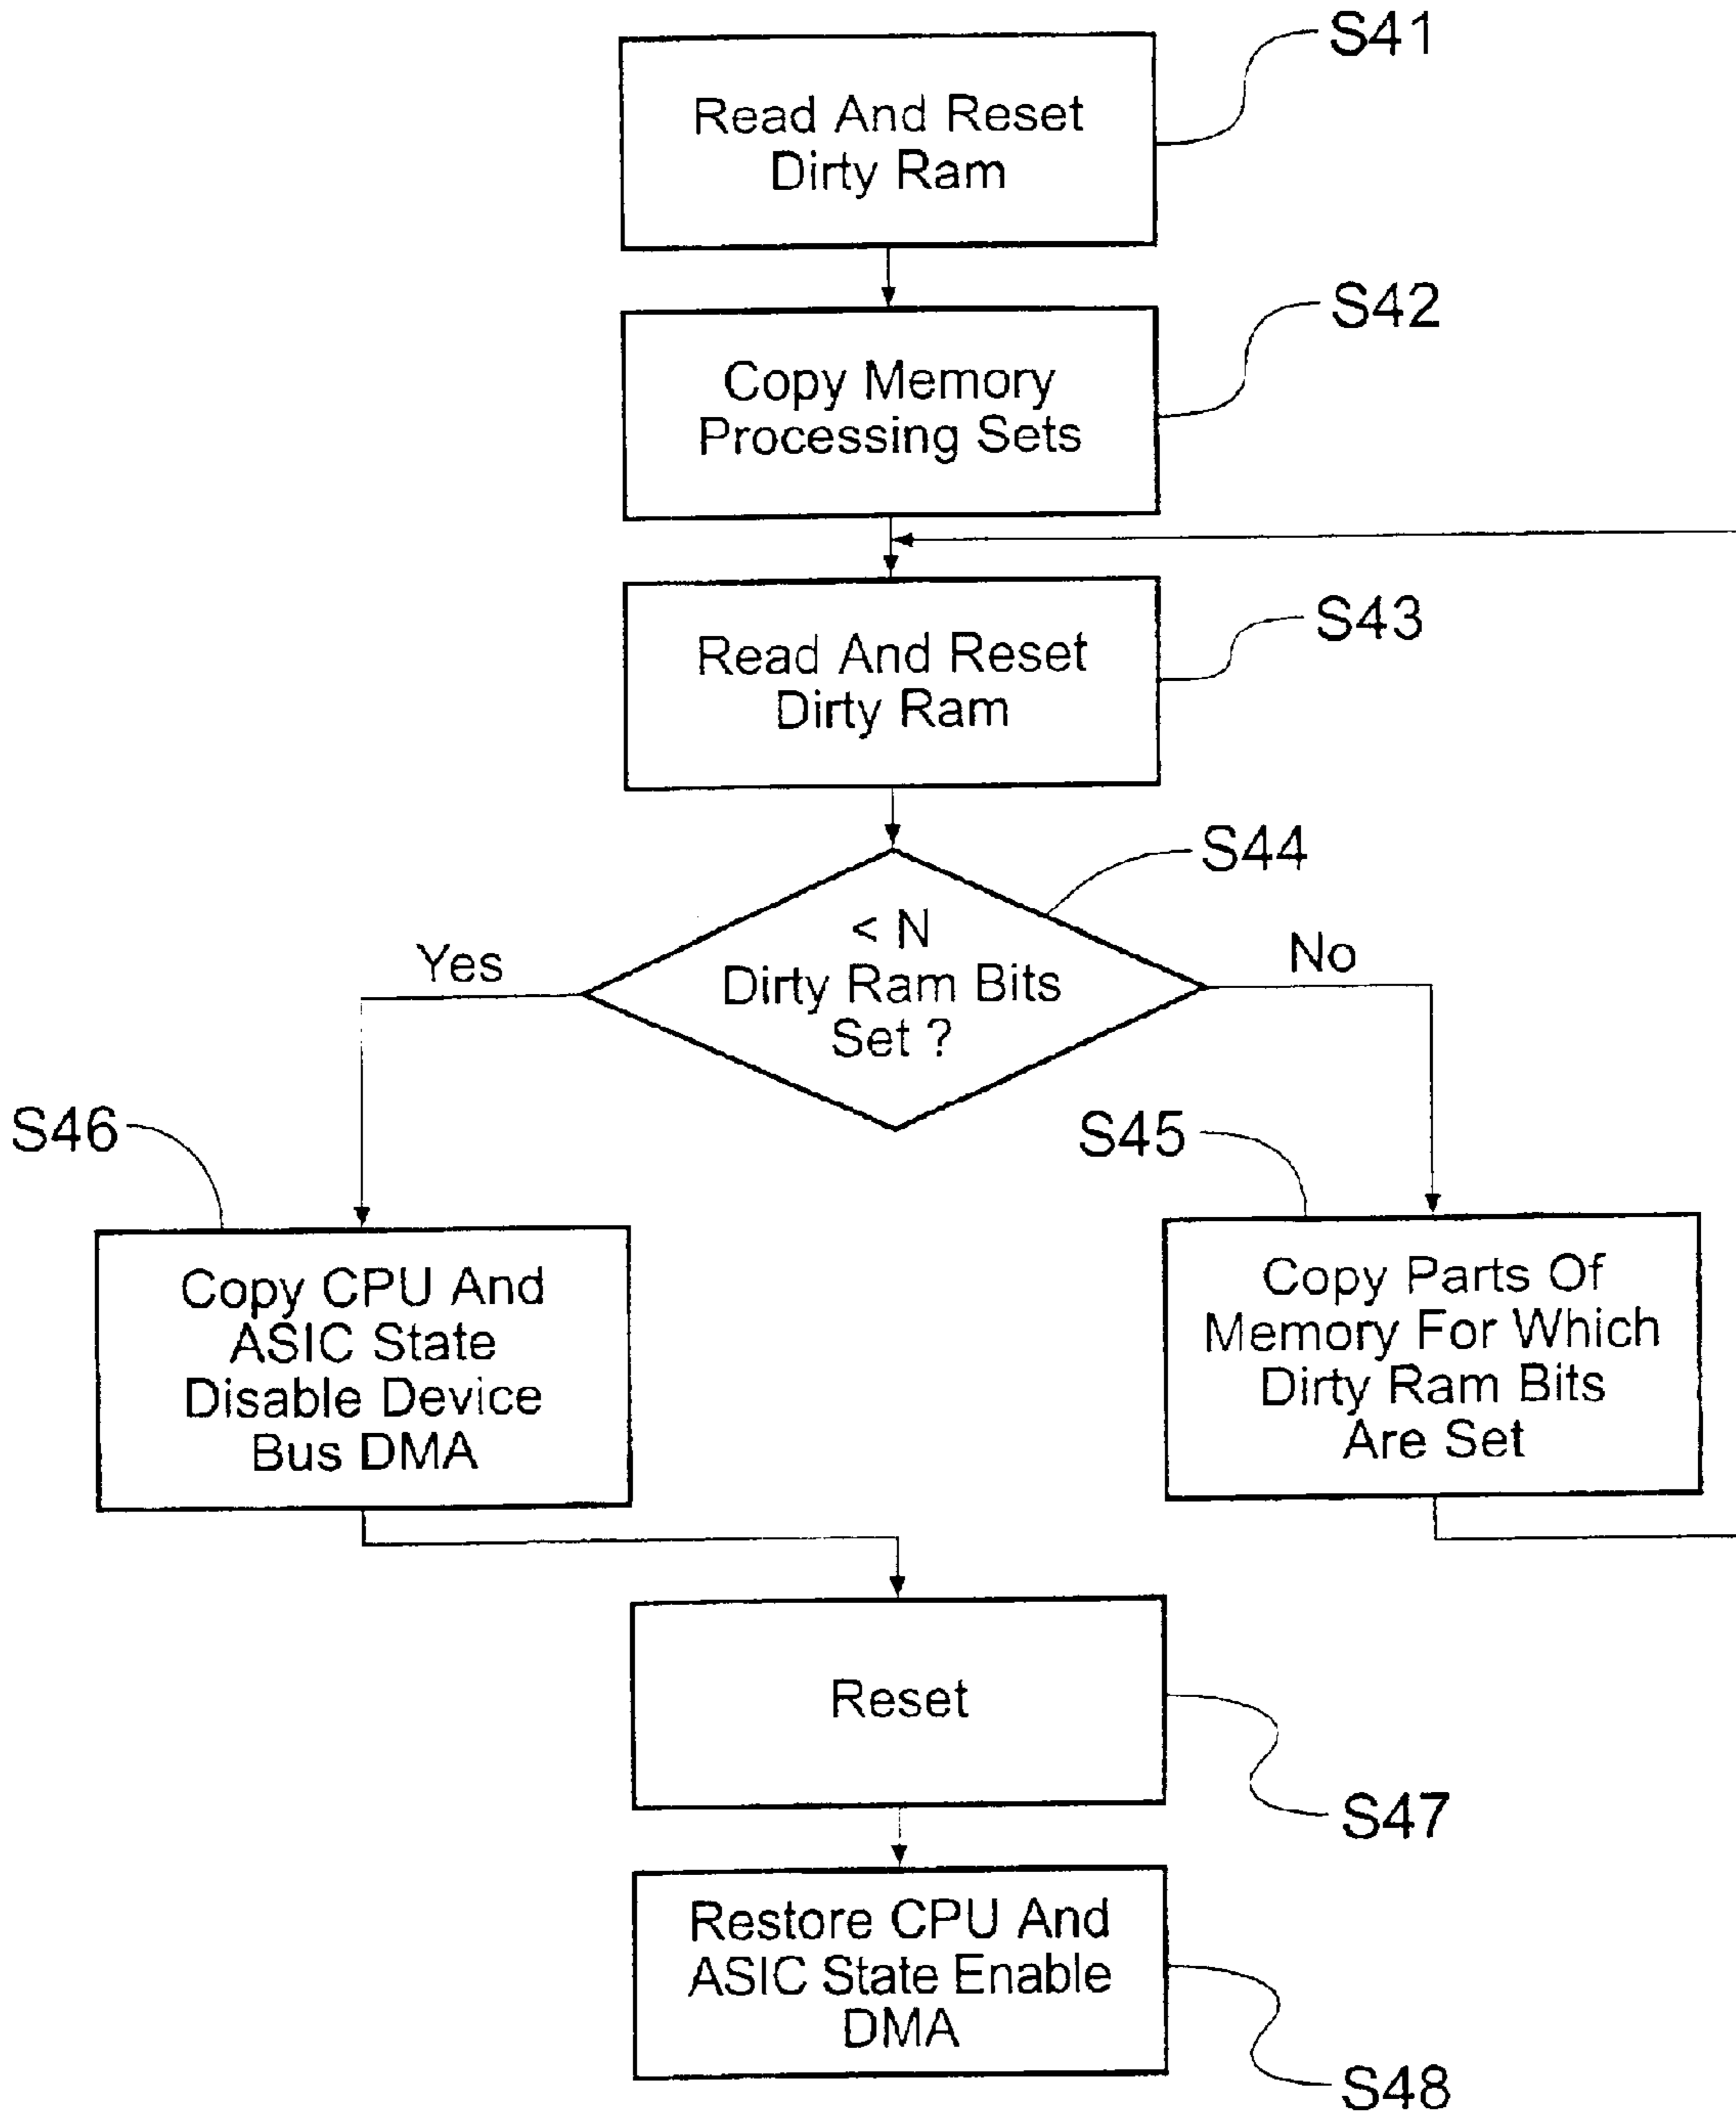 S41
Read And Reset
Dirty Ram
S42
Copy Memory
Processing Sets
S43
Read And Reset
Dirty Ram
S44
< N
Dirty Ram Bits
Set ?
Yes
No
S46
Copy CPU And
ASIC State
Disable Device
Bus DMA
S45
Copy Parts Of
Memory For Which
Dirty Ram Bits
Are Set
Reset
S47
Restore CPU And
ASIC State Enable
DMA
S48